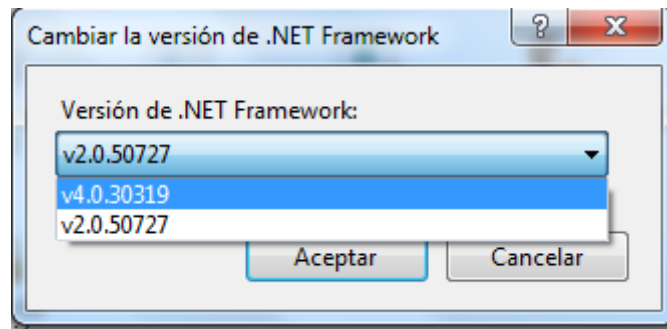 Cambiar la versión de .NET Framework
Versión de .NET Framework:
v2.0.50727
v4.0.30319
v2.0.50727
Aceptar
Cancelar